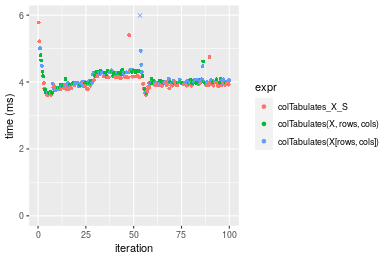 time (ms)
6
4
2
0
0
25
50
75
100
iteration
expr
colTabulates_X_S
colTabulates(X, rows, cols)
colTabulates(X[rows, cols])